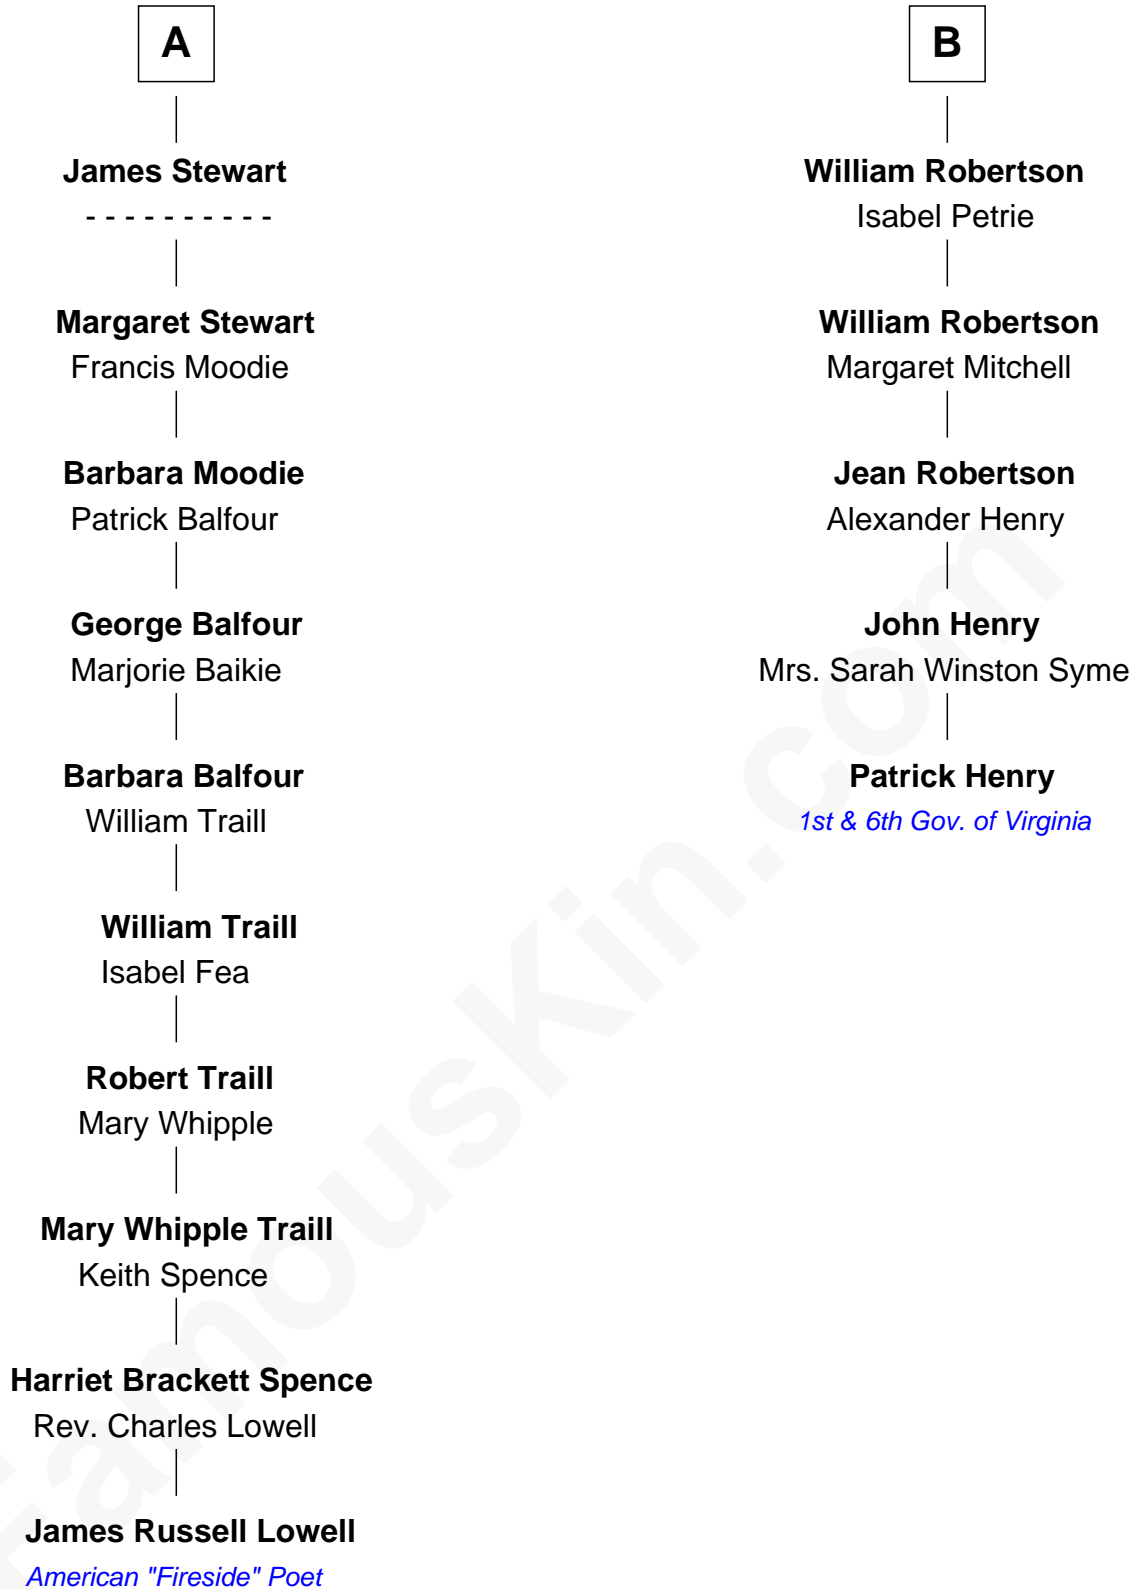 A
James Stewart
- - - - - - - - - -
Margaret Stewart
Francis Moodie
Barbara Moodie
Patrick Balfour
George Balfour
Marjorie Baikie
Barbara Balfour
William Traill
William Traill
Isabel Fea
Robert Traill
Mary Whipple
Mary Whipple Traill
Keith Spence
Harriet Brackett Spence
Rev. Charles Lowell
James Russell Lowell
American "Fireside" Poet
B
William Robertson
Isabel Petrie
William Robertson
Margaret Mitchell
Jean Robertson
Alexander Henry
John Henry
Mrs. Sarah Winston Syme
Patrick Henry
1st & 6th Gov. of Virginia
FamousKin.com